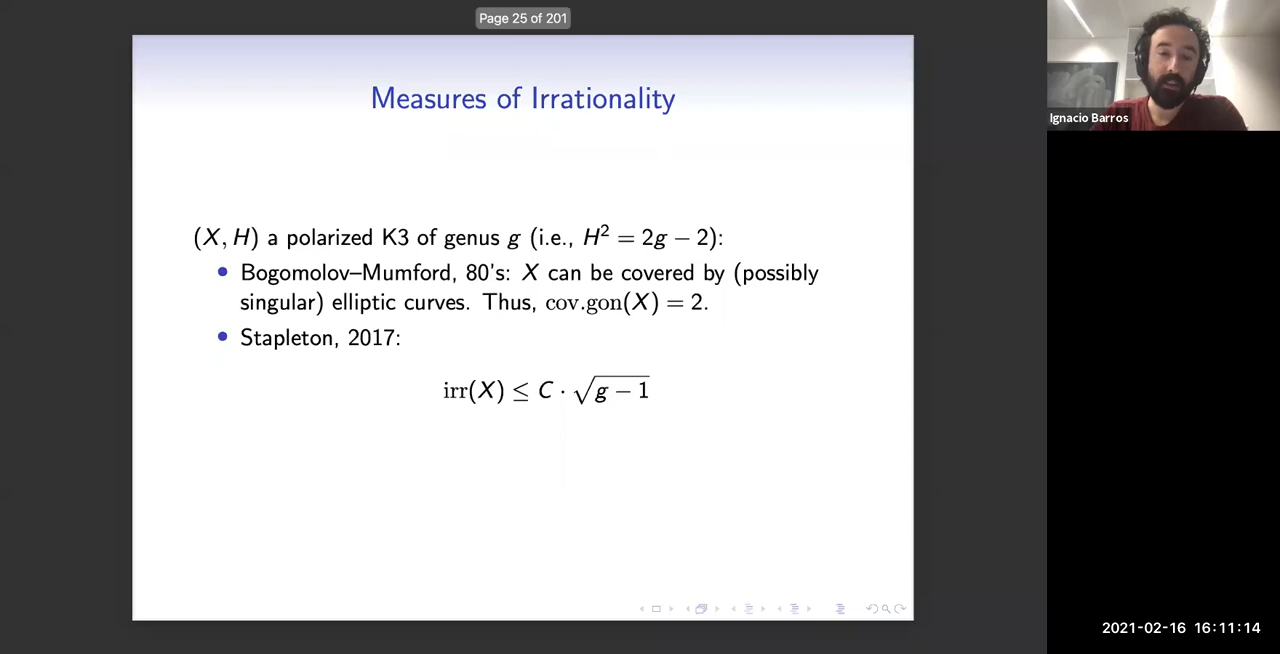 Page 25 of 201
Measures of Irrationality
(X, H) a polarized K3 of genus g (i.e., H² = 2g − 2):
• Bogomolov–Mumford, 80's: X can be covered by (possibly
singular) elliptic curves. Thus, cov.gon(X) = 2.
• Stapleton, 2017:
irr(X) ≤ C · √(g − 1)
Ignacio Barros
2021-02-16 16:11:14